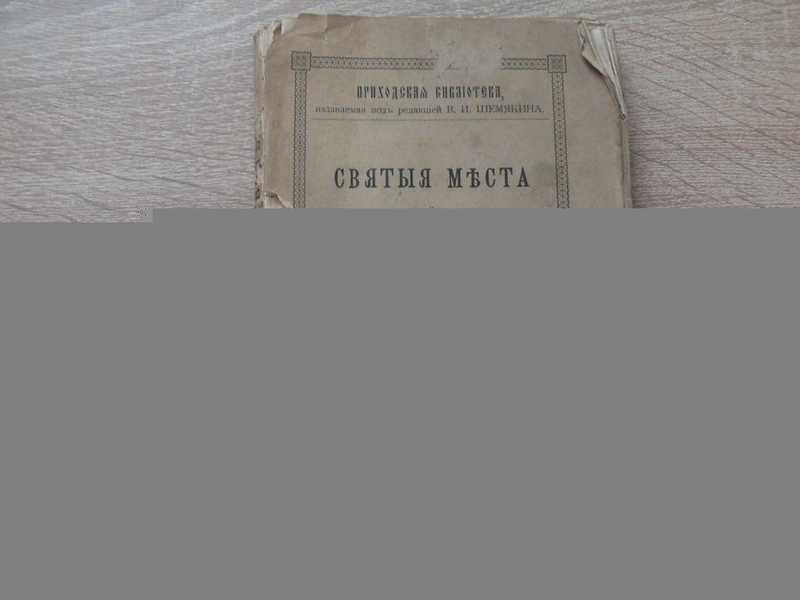 ПРИХОДСКАЯ БИБЛІОТЕКА,
издаваемая подъ редакціей В. И. ШЕМЯКИНА.
СВЯТЫЯ МѢСТА